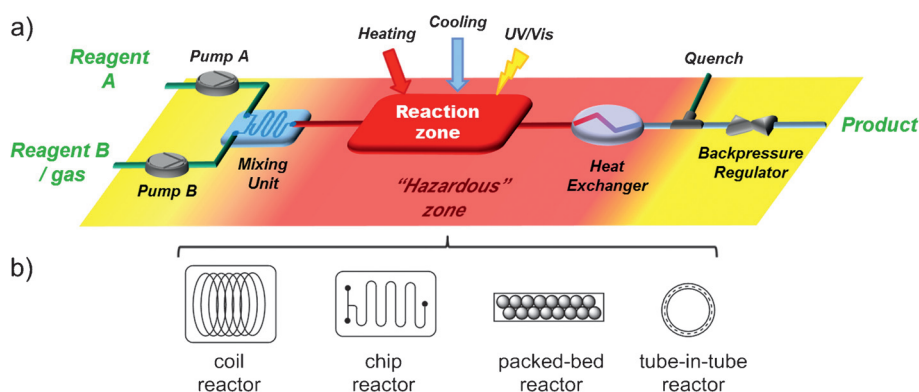 a)
Reagent
A
Pump A
Heating
Cooling
UV/Vis
Quench
Reaction
zone
Product
Reagent B
/ gas
Pump B
Mixing
Unit
“Hazardous”
zone
Heat
Exchanger
Backpressure
Regulator
b)
coil
reactor
chip
reactor
packed-bed
reactor
tube-in-tube
reactor